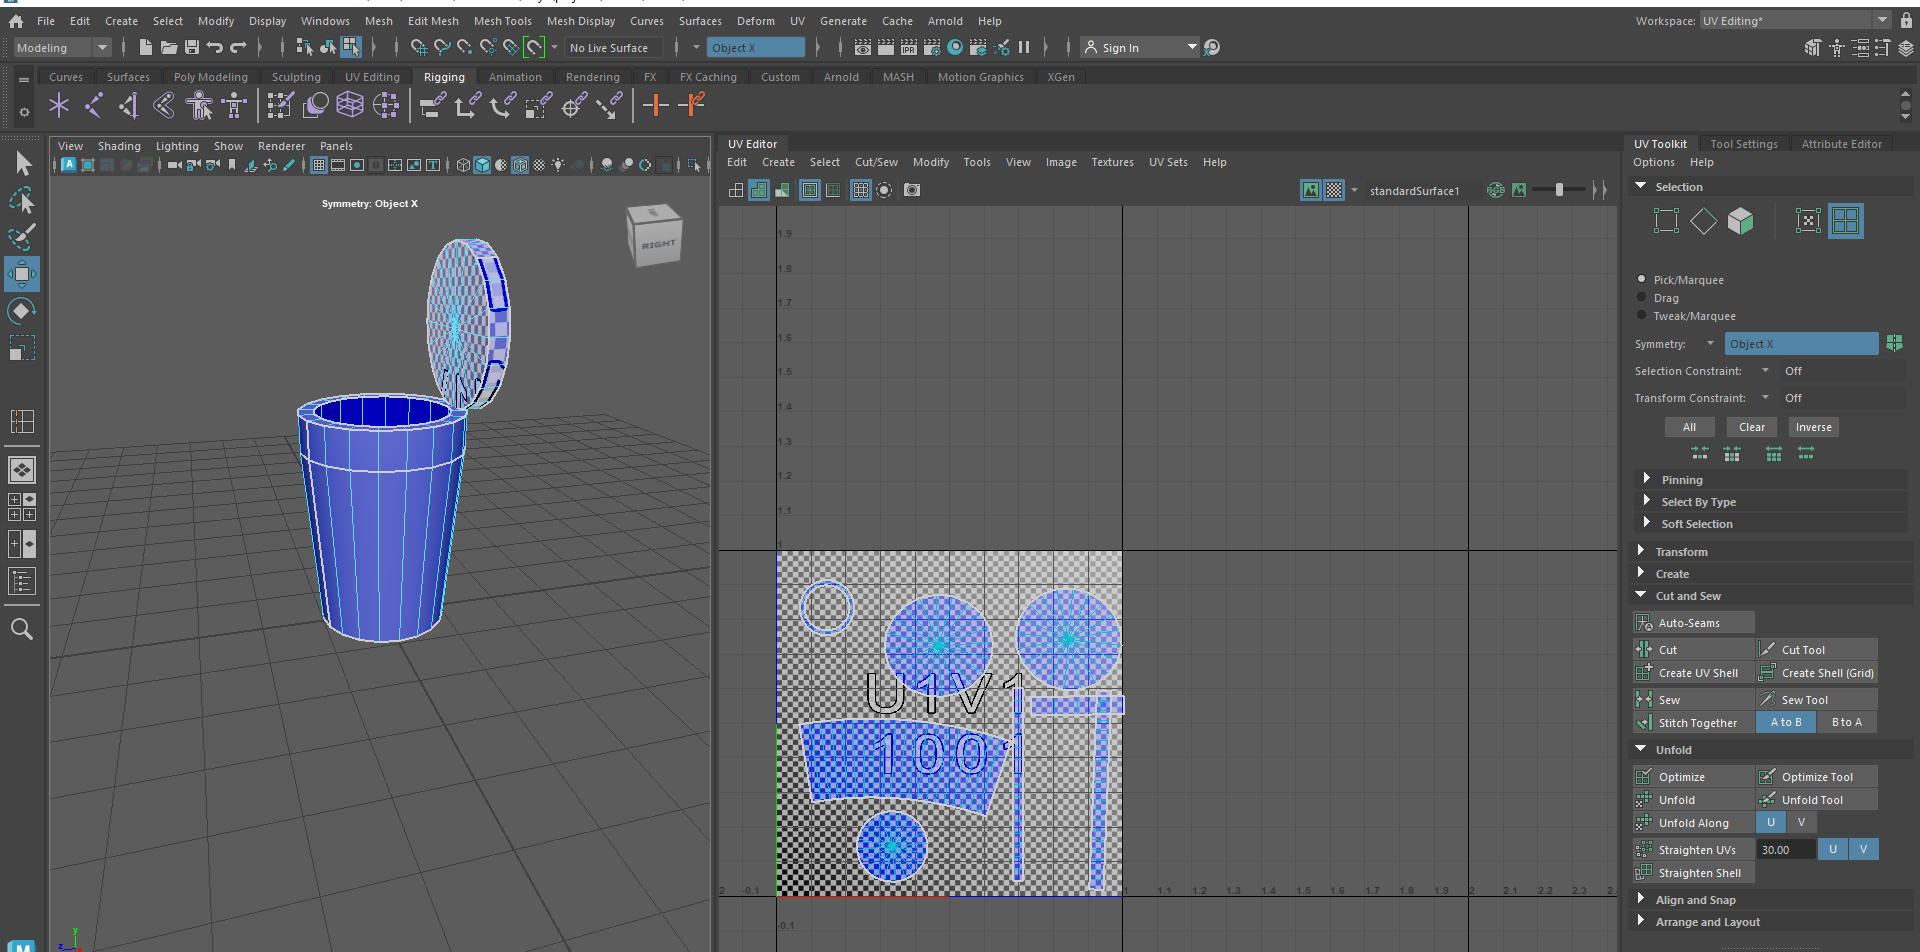 File Edit Create Select Modify Display Windows Mesh Edit Mesh Mesh Tools Mesh Display Curves Surfaces Deform UV Generate Cache Arnold Help Workspace: UV Editing*
Modeling No Live Surface Object X Sign In
Curves Surfaces Poly Modeling Sculpting UV Editing Rigging Animation Rendering FX FX Caching Custom Arnold MASH Motion Graphics XGen
View Shading Lighting Show Renderer Panels
Symmetry: Object X
RIGHT
y
z
M
UV Editor
Edit Create Select Cut/Sew Modify Tools View Image Textures UV Sets Help
standardSurface1
1.9
1.8
1.7
1.6
1.5
1.4
1.3
1.2
1.1
1
U1V1
1001
2 -0.1 1 1.1 1.2 1.3 1.4 1.5 1.6 1.7 1.8 1.9 2 2.1 2.2 2.3 2.
-0.1
UV Toolkit Tool Settings Attribute Editor
Options Help
Selection
Pick/Marquee
Drag
Tweak/Marquee
Symmetry: Object X
Selection Constraint: Off
Transform Constraint: Off
All Clear Inverse
Pinning
Select By Type
Soft Selection
Transform
Create
Cut and Sew
Auto-Seams
Cut Cut Tool
Create UV Shell Create Shell (Grid)
Sew Sew Tool
Stitch Together A to B B to A
Unfold
Optimize Optimize Tool
Unfold Unfold Tool
Unfold Along U V
Straighten UVs 30.00 U V
Straighten Shell
Align and Snap
Arrange and Layout